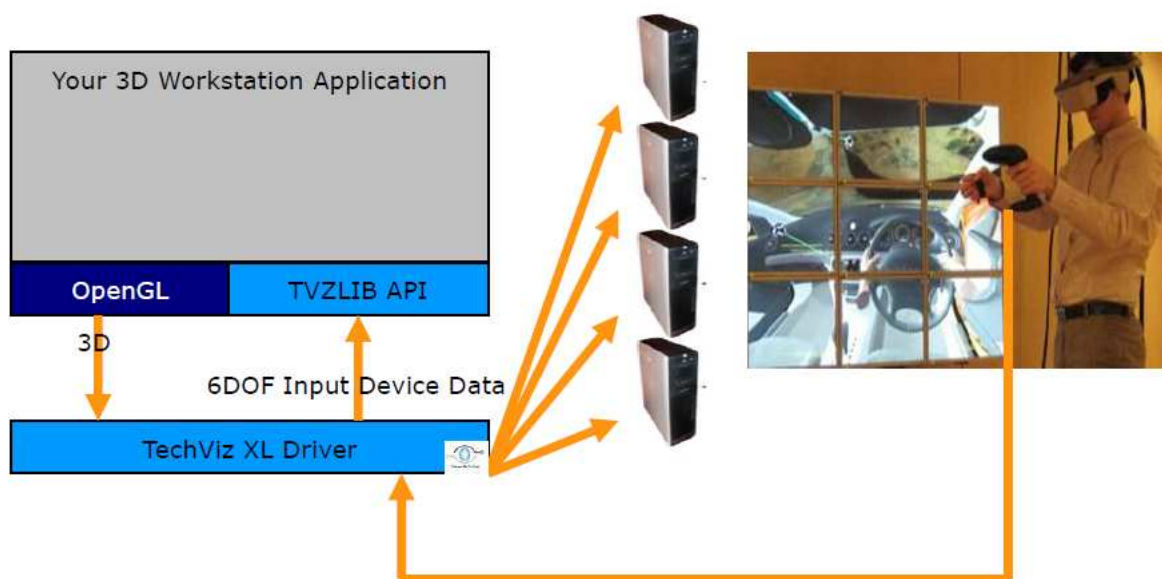 Your 3D Workstation Application
OpenGL
TVZLIB API
3D
6DOF Input Device Data
TechViz XL Driver